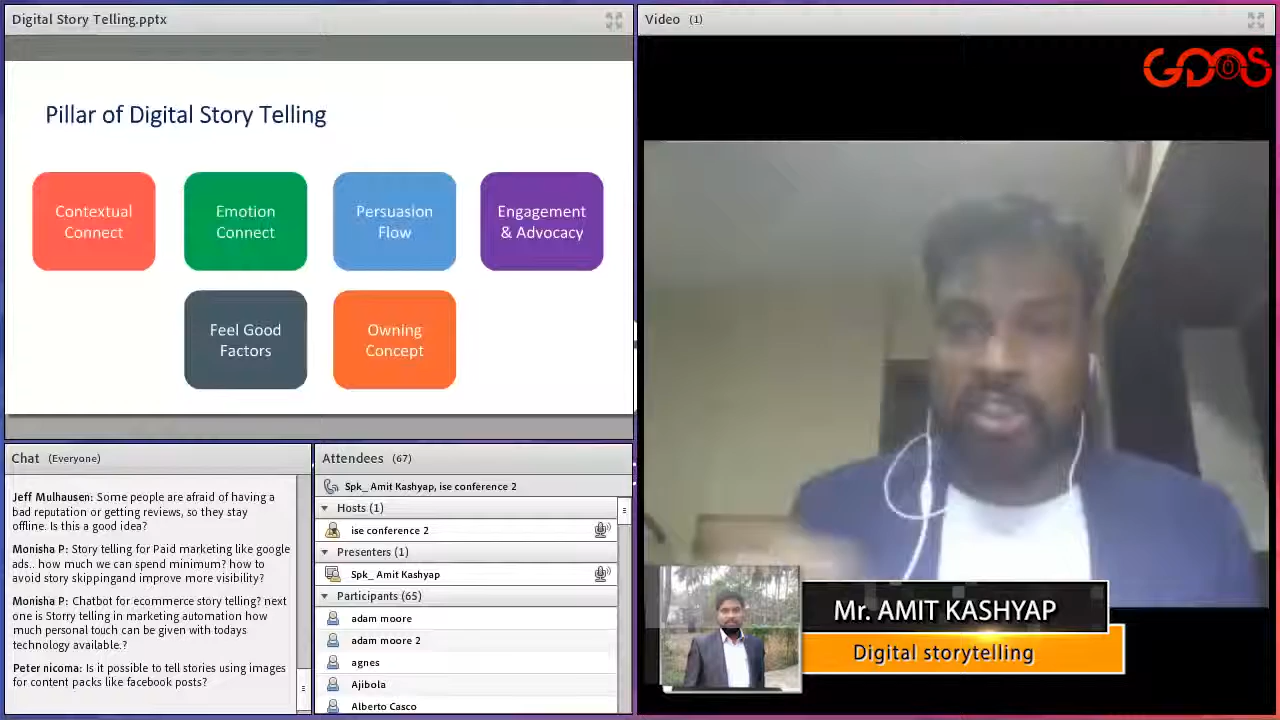 Digital Story Telling.pptx
Pillar of Digital Story Telling
Contextual
Connect
Emotion
Connect
Persuasion
Flow
Engagement
& Advocacy
Feel Good
Factors
Owning
Concept
Chat (Everyone)
Jeff Mulhausen: Some people are afraid of having a
bad reputation or getting reviews, so they stay
offline. Is this a good idea?
Monisha P: Story telling for Paid marketing like google
ads.. how much we can spend minimum? how to
avoid story skippingand improve more visibility?
Monisha P: Chatbot for ecommerce story telling? next
one is Storry telling in marketing automation how
much personal touch can be given with todays
technology available.?
Peter nicoma: Is it possible to tell stories using images
for content packs like facebook posts?
Attendees (67)
Spk_ Amit Kashyap, ise conference 2
Hosts (1)
ise conference 2
Presenters (1)
Spk_ Amit Kashyap
Participants (65)
adam moore
adam moore 2
agnes
Ajibola
Alberto Casco
Video (1)
GDOS
Mr. AMIT KASHYAP
Digital storytelling